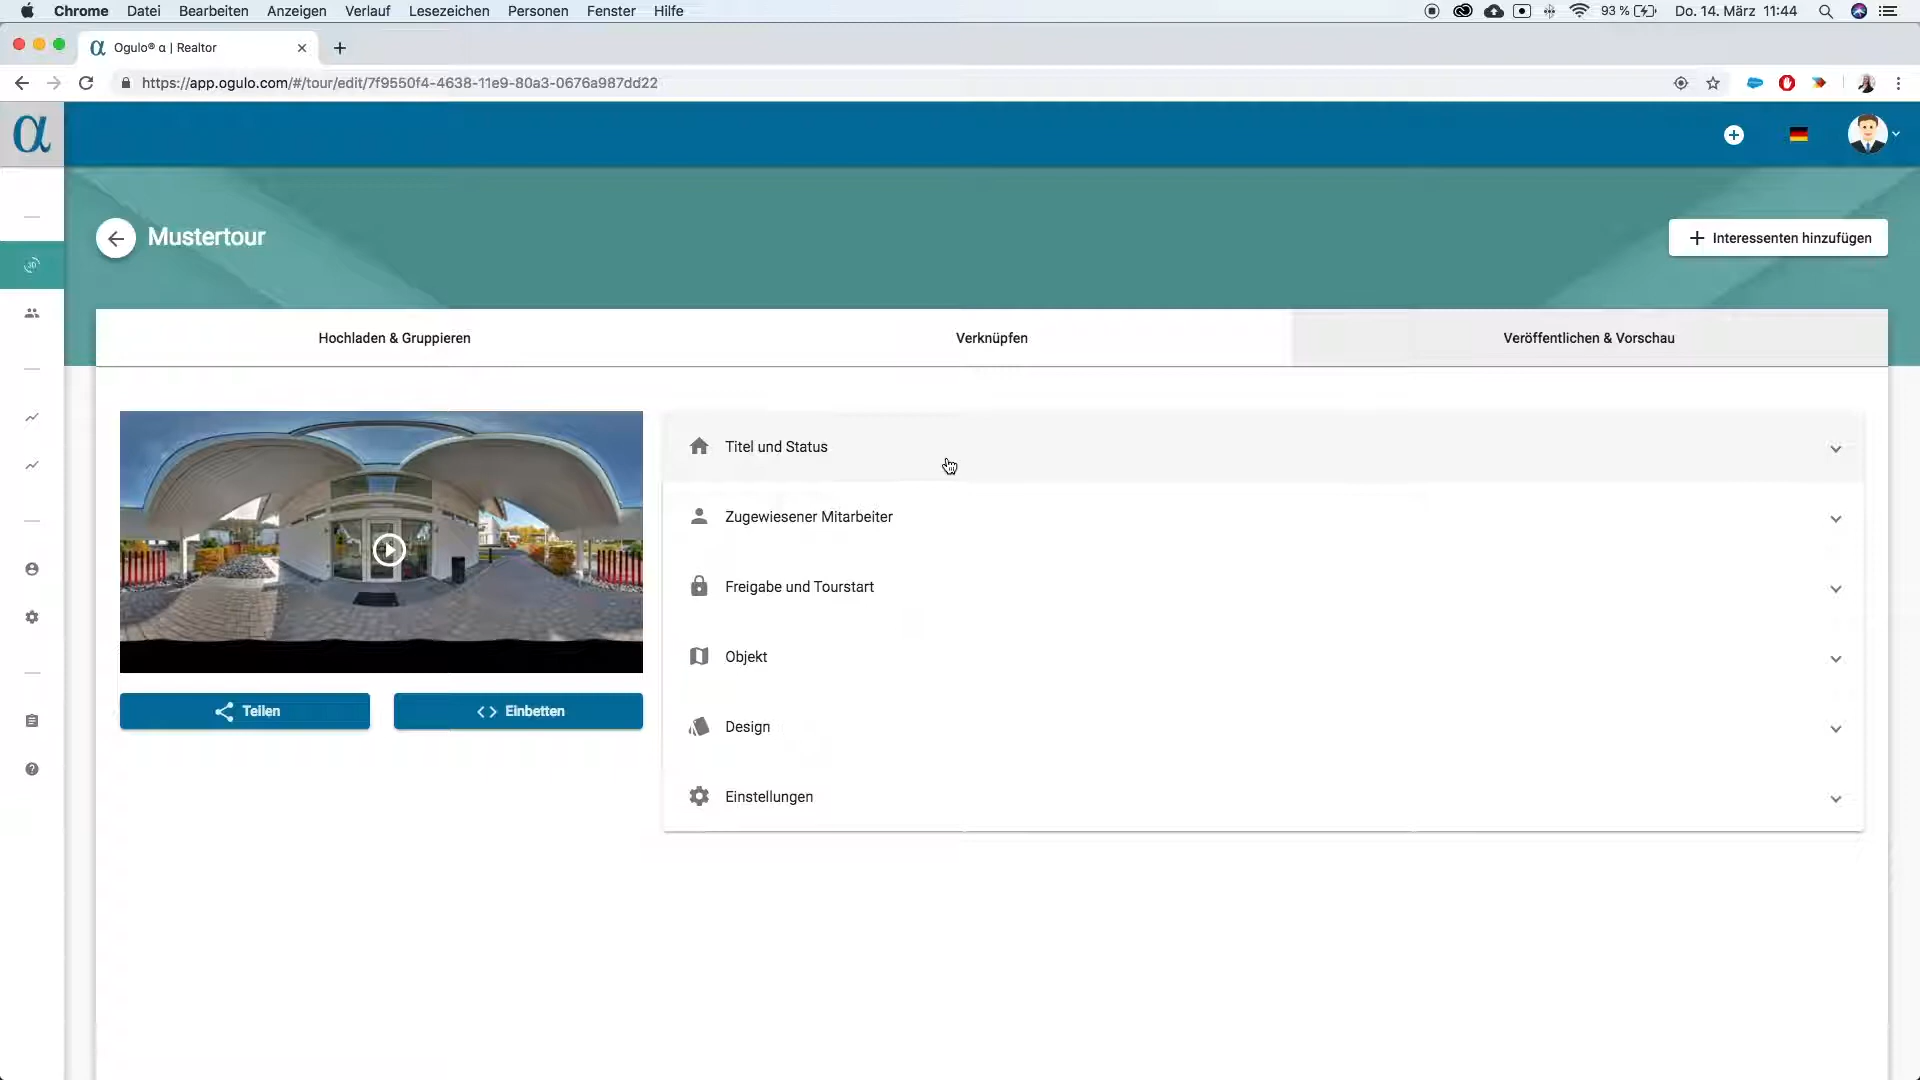 Chrome Datei Bearbeiten Anzeigen Verlauf Lesezeichen Personen Fenster Hilfe 93 % Do. 14. März 11:44
α Ogulo® α | Realtor
https://app.ogulo.com/#/tour/edit/7f9550f4-4638-11e9-80a3-0676a987dd22
α
Mustertour
Interessenten hinzufügen
3D
Hochladen & Gruppieren Verknüpfen Veröffentlichen & Vorschau
Titel und Status
Zugewiesener Mitarbeiter
Freigabe und Tourstart
Objekt
Teilen Einbetten
Design
Einstellungen